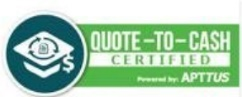 QUOTE-TO-CASH
CERTIFIED
Powered by: APTTUS
$